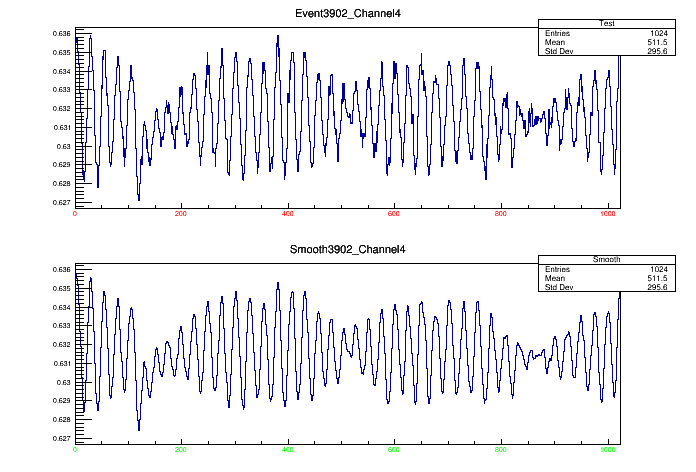 Event3902_Channel4
Test
Entries 1024
Mean 511.5
Std Dev 295.6
0.636
0.635
0.634
0.633
0.632
0.631
0.63
0.629
0.628
0.627
0 200 400 600 800 1000
Smooth3902_Channel4
Smooth
Entries 1024
Mean 511.5
Std Dev 295.6
0.636
0.635
0.634
0.633
0.632
0.631
0.63
0.629
0.628
0.627
0 200 400 600 800 1000